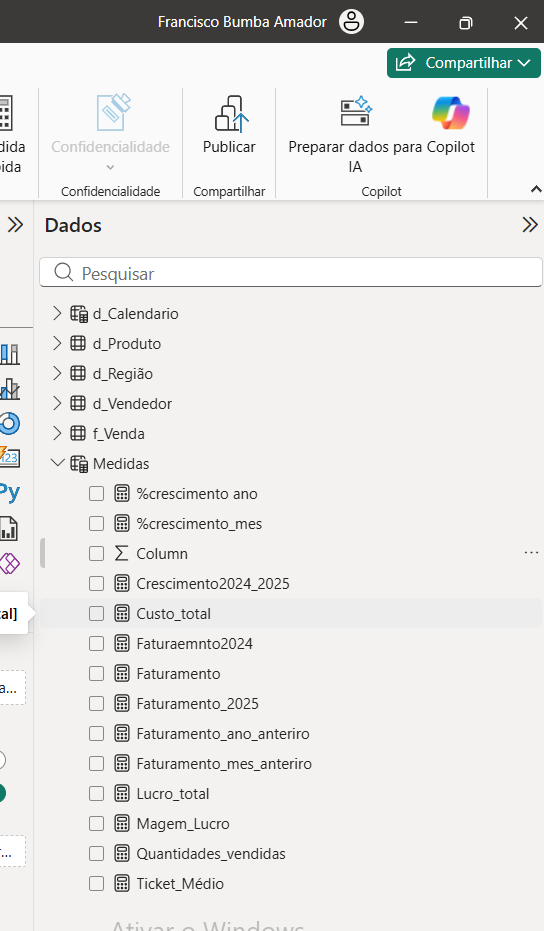 Francisco Bumba Amador
Compartilhar
dida
ida
Confidencialidade
Publicar
Preparar dados para
IA
Copilot
Confidencialidade
Compartilhar
Copilot
Dados
Pesquisar
d_Calendario
d_Produto
d_Região
d_Vendedor
f_Venda
Medidas
%crescimento ano
%crescimento_mes
Column
Crescimento2024_2025
Custo_total
Faturaemnto2024
Faturamento
Faturamento_2025
Faturamento_ano_anteriro
Faturamento_mes_anteriro
Lucro_total
Magem_Lucro
Quantidades_vendidas
Ticket_Médio
123
Py
al]
a...
...
Ativar o Windows